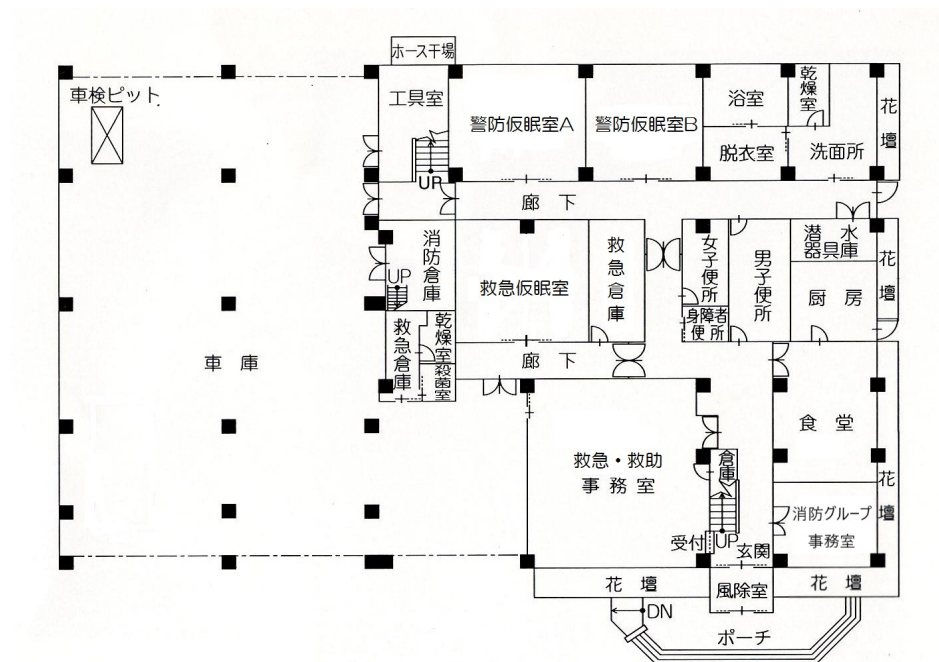 ホース干場
車検ピット
工具室
警防仮眠室A
警防仮眠室B
浴室
乾燥室
花壇
脱衣室
洗面所
UP
廊下
消防倉庫
UP
救急仮眠室
救急倉庫
女子便所
男子便所
潜水
器具庫
花壇
厨房
身障者
便所
救急倉庫
乾燥室
殺菌室
廊下
車庫
食堂
救急・救助
事務室
倉庫
花壇
消防グループ
事務室
受付
UP
玄関
花壇
風除室
花壇
DN
ポーチ